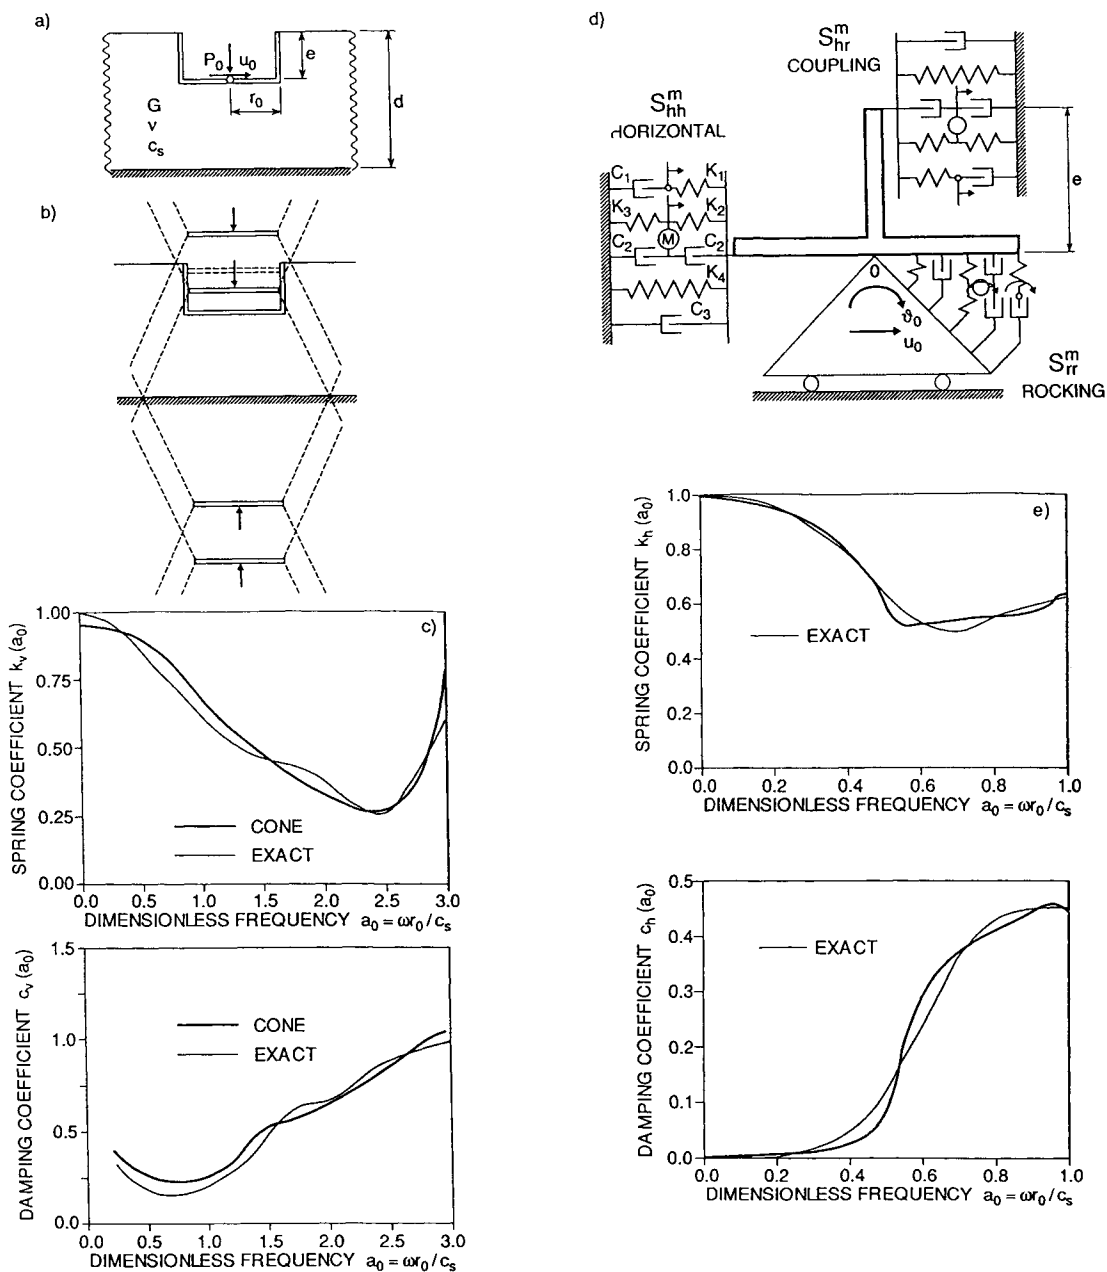 a)
P₀ u₀
e
r₀
d
G
ν
cₛ
b)
d)
S^m_hr
COUPLING
S^m_hh
HORIZONTAL
C₁ K₁
K₃ K₂
M
C₂ C₂
K₄
C₃
e
0
ϑ₀
u₀
S^m_rr
ROCKING
c)
SPRING COEFFICIENT kᵥ(a₀)
1.00
0.75
0.50
0.25
0.00
CONE
EXACT
0 0.5 1.0 1.5 2.0 2.5 3.0
DIMENSIONLESS FREQUENCY a₀ = ωr₀/cₛ
DAMPING COEFFICIENT cᵥ(a₀)
1.5
1.0
0.5
0.0
CONE
EXACT
0.0 0.5 1.0 1.5 2.0 2.5 3.0
DIMENSIONLESS FREQUENCY a₀ = ωr₀/cₛ
e)
SPRING COEFFICIENT kₕ(a₀)
1.0
0.8
0.6
0.4
0.2
0.0
EXACT
0.0 0.2 0.4 0.6 0.8 1.0
DIMENSIONLESS FREQUENCY a₀ = ωr₀/cₛ
DAMPING COEFFICIENT cₕ(a₀)
0.5
0.4
0.3
0.2
0.1
0.0
EXACT
0.0 0.2 0.4 0.6 0.8 1.0
DIMENSIONLESS FREQUENCY a₀ = ωr₀/cₛ